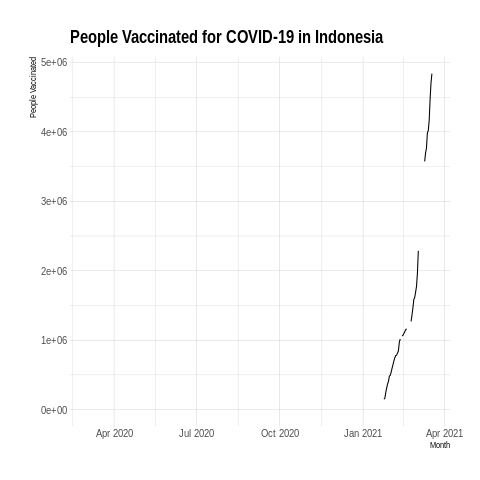 People Vaccinated for COVID-19 in Indonesia
People Vaccinated
5e+06
4e+06
3e+06
2e+06
1e+06
0e+00
Apr 2020 Jul 2020 Oct 2020 Jan 2021 Apr 2021
Month